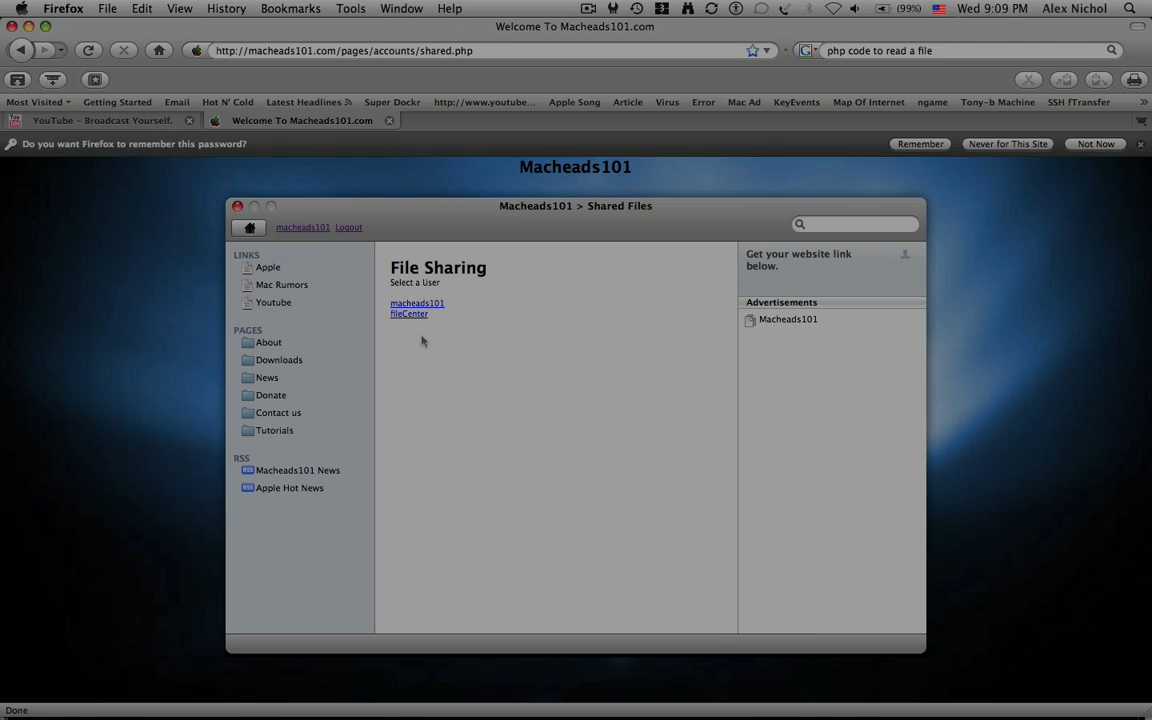 Firefox File Edit View History Bookmarks Tools Window Help (99%) Wed 9:09 PM Alex Nichol
Welcome To Macheads101.com
http://macheads101.com/pages/accounts/shared.php php code to read a file
Most Visited Getting Started Email Hot N' Cold Latest Headlines Super Dockr http://www.youtube... Apple Song Article Virus Error Mac Ad KeyEvents Map Of Internet ngame Tony-b Machine SSH fTransfer
YouTube - Broadcast Yourself. Welcome To Macheads101.com
Do you want Firefox to remember this password? Remember Never for This Site Not Now
Macheads101
Macheads101 > Shared Files
macheads101 Logout
LINKS
Apple
Mac Rumors
Youtube
PAGES
About
Downloads
News
Donate
Contact us
Tutorials
RSS
RSS Macheads101 News
RSS Apple Hot News
File Sharing
Select a User
macheads101
fileCenter
Get your website link
below.
Advertisements
Macheads101
Done